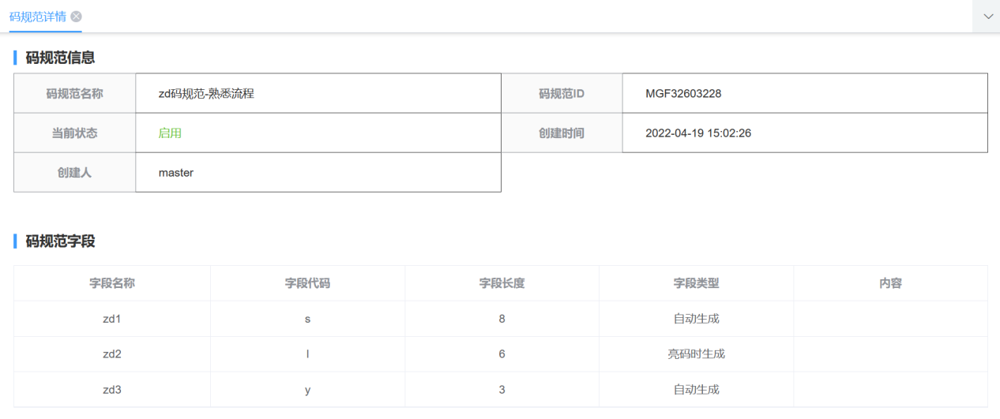 码规范详情
码规范信息
码规范名称 zd码规范-熟悉流程 码规范ID MGF32603228
当前状态 启用 创建时间 2022-04-19 15:02:26
创建人 master
码规范字段
字段名称 字段代码 字段长度 字段类型 内容
zd1 s 8 自动生成
zd2 l 6 亮码时生成
zd3 y 3 自动生成